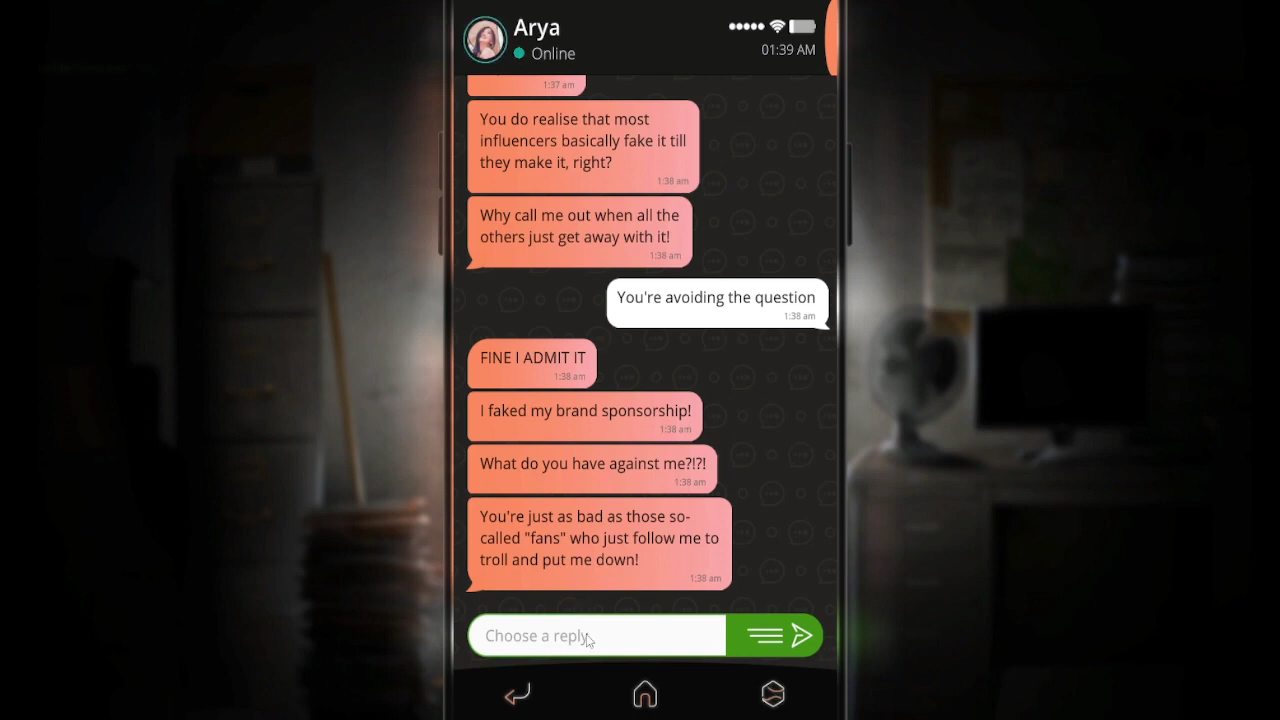 Arya
Online
01:39 AM
1:37 am
You do realise that most
influencers basically fake it till
they make it, right?
1:38 am
Why call me out when all the
others just get away with it!
1:38 am
You're avoiding the question
1:38 am
FINE I ADMIT IT
1:38 am
I faked my brand sponsorship!
1:38 am
What do you have against me?!?!
1:38 am
You're just as bad as those so-
called "fans" who just follow me to
troll and put me down!
1:38 am
Choose a reply